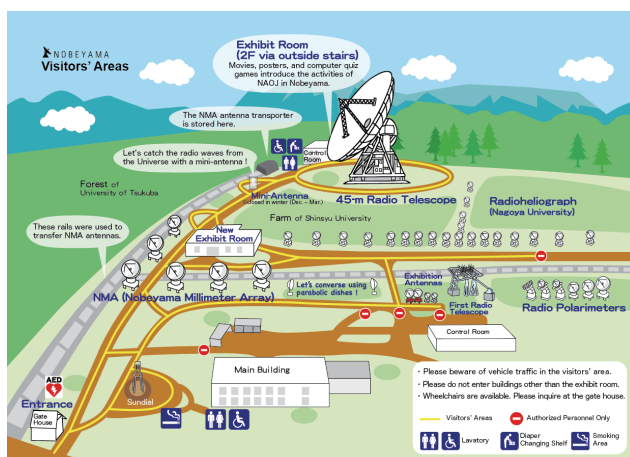 NOBEYAMA
Visitors' Areas
Exhibit Room
(2F via outside stairs)
Movies, posters, and computer quiz
games introduce the activities of
NAOJ in Nobeyama.
The NMA antenna transporter
is stored here.
Let's catch the radio waves from
the Universe with a mini-antenna !
Control
Room
Forest of
University of Tsukuba
Mini-Antenna
(closed in winter (Dec. - Mar.)
45-m Radio Telescope
Radioheliograph
(Nagoya University)
Farm of Shinsyu University
These rails were used to
transfer NMA antennas.
New
Exhibit Room
NMA (Nobeyama Millimeter Array)
Let's converse using
parabolic dishes !
Exhibition
Antennas
First Radio
Telescope
Radio Polarimeters
Control Room
Main Building
AED
Entrance
Gate
House
Sundiel
・Please beware of vehicle traffic in the visitors' area.
・Please do not enter buildings other than the exhibit room.
・Wheelchairs are available. Please inquire at the gate house.
Visitors' Areas
Authorized Personnel Only
Lavatory
Diaper
Changing Shelf
Smoking
Area